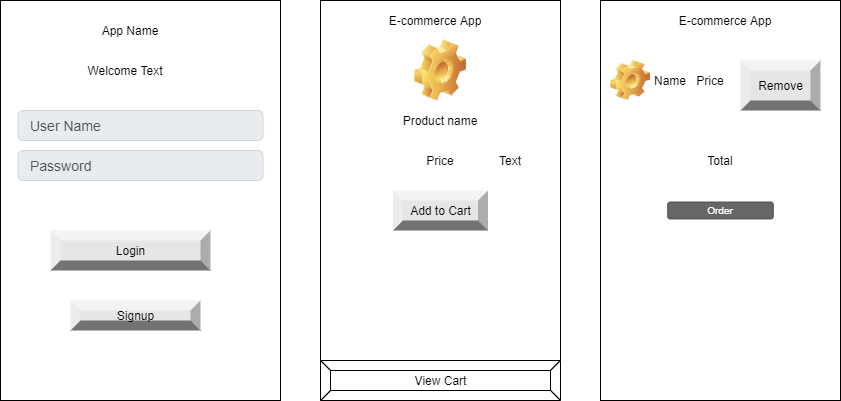 App Name
Welcome Text
User Name
Password
Login
Signup
E-commerce App
Product name
Price Text
Add to Cart
View Cart
E-commerce App
Name Price Remove
Total
Order